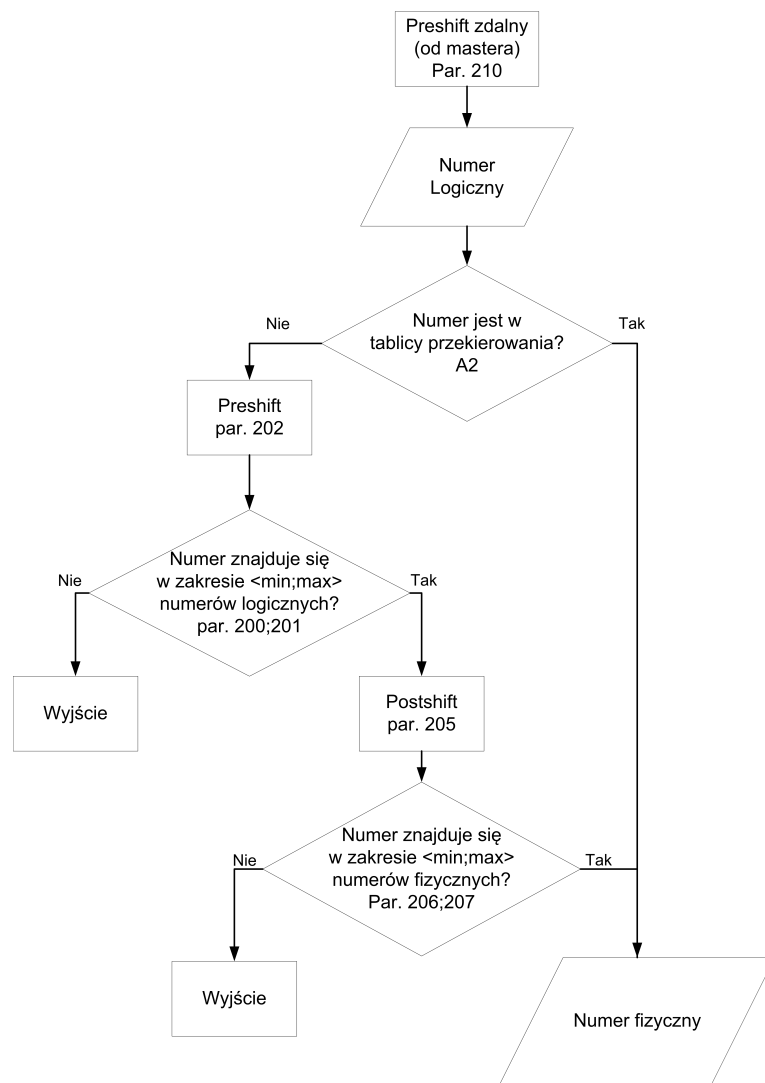 Preshift zdalny
(od mastera)
Par. 210
Numer
Logiczny
Nie
Numer jest w
tablicy przekierowania?
A2
Tak
Preshift
par. 202
Nie
Numer znajduje się
w zakresie <min;max>
numerów logicznych?
par. 200;201
Tak
Wyjście
Postshift
par. 205
Nie
Numer znajduje się
w zakresie <min;max>
numerów fizycznych?
Par. 206;207
Tak
Wyjście
Numer fizyczny